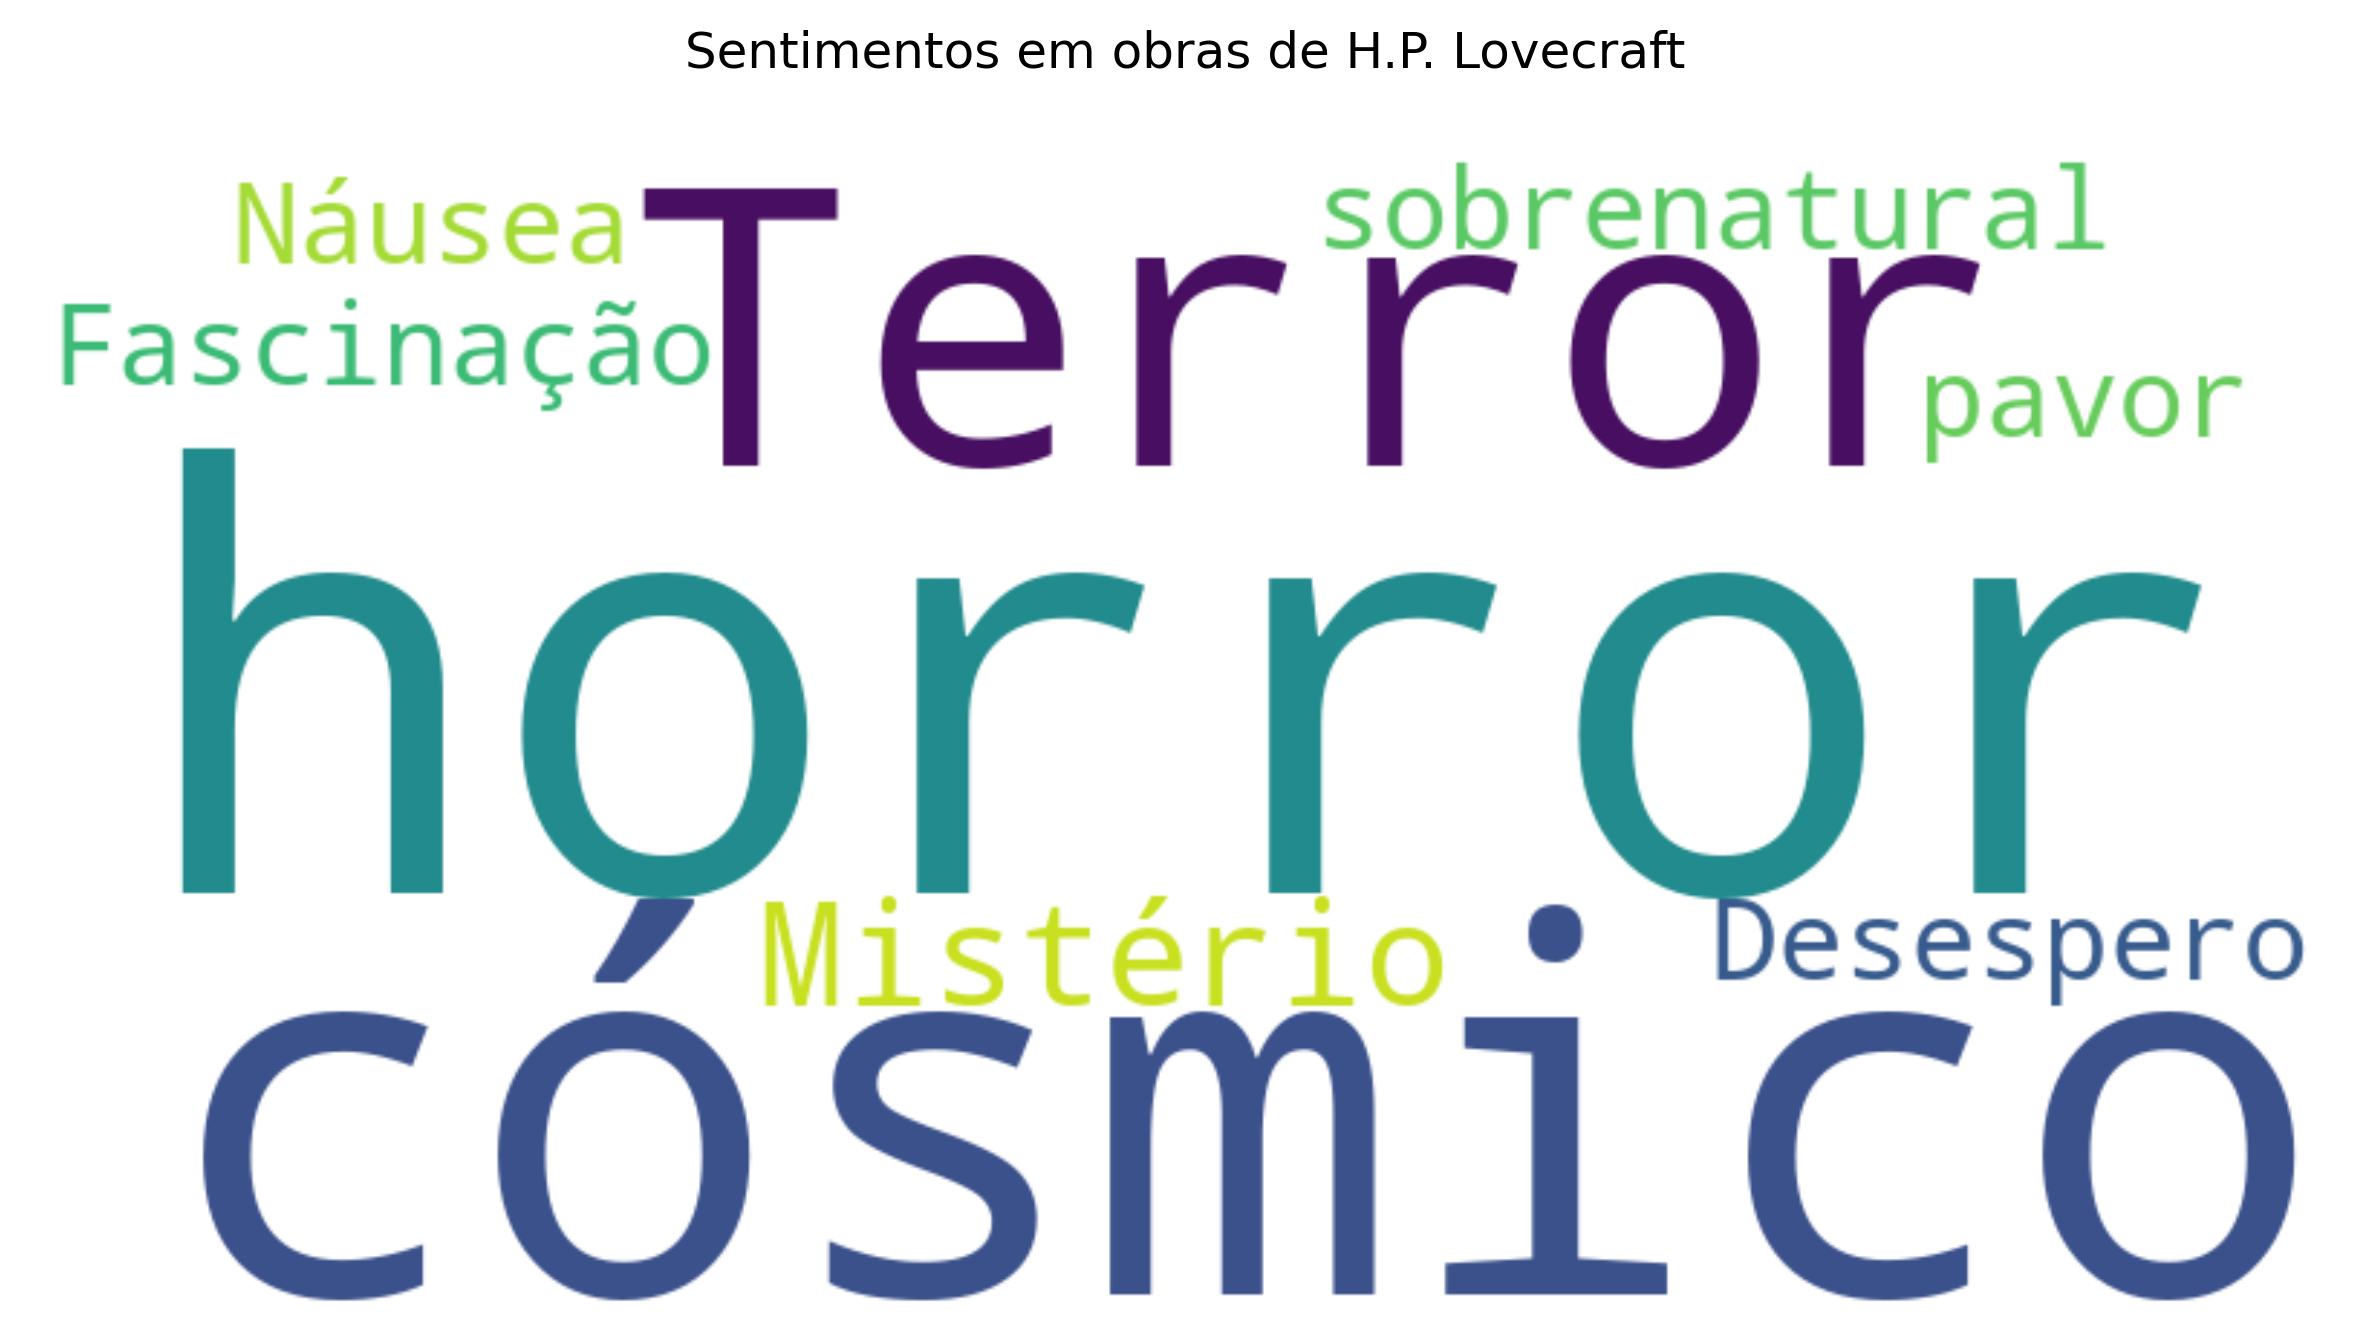 Sentimentos em obras de H.P. Lovecraft
Náusea
Terror
sobrenatural
Fascinação
pavor
horror
Mistério
Desespero
cósmico